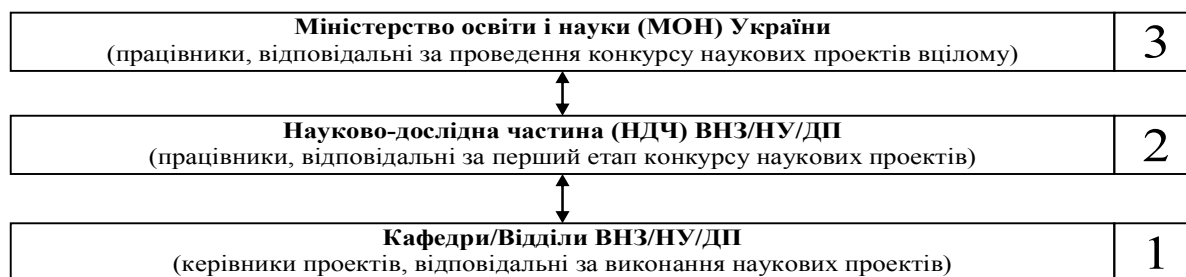 Міністерство освіти і науки (МОН) України
(працівники, відповідальні за проведення конкурсу наукових проектів вцілому)
3
Науково-дослідна частина (НДЧ) ВНЗ/НУ/ДП
(працівники, відповідальні за перший етап конкурсу наукових проектів)
2
Кафедри/Відділи ВНЗ/НУ/ДП
(керівники проектів, відповідальні за виконання наукових проектів)
1